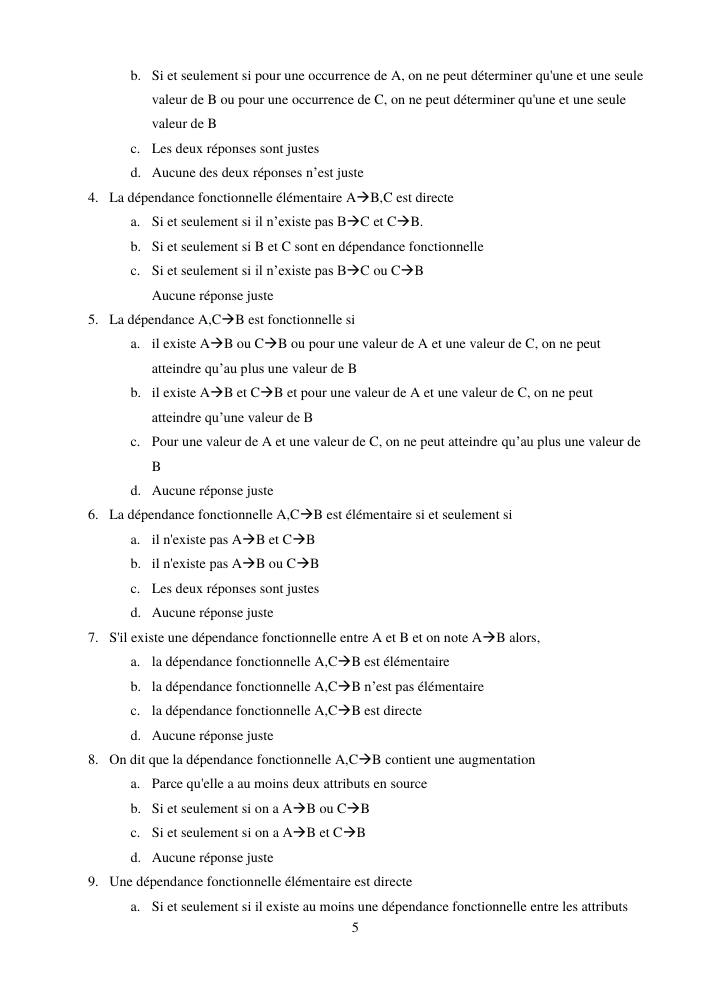 b. Si et seulement si pour une occurrence de A, on ne peut déterminer qu'une et une seule
valeur de B ou pour une occurrence de C, on ne peut déterminer qu'une et une seule
valeur de B
c. Les deux réponses sont justes
d. Aucune des deux réponses n’est juste
4. La dépendance fonctionnelle élémentaire A→B,C est directe
a. Si et seulement si il n’existe pas B→C et C→B.
b. Si et seulement si B et C sont en dépendance fonctionnelle
c. Si et seulement si il n’existe pas B→C ou C→B
Aucune réponse juste
5. La dépendance A,C→B est fonctionnelle si
a. il existe A→B ou C→B ou pour une valeur de A et une valeur de C, on ne peut
atteindre qu’au plus une valeur de B
b. il existe A→B et C→B et pour une valeur de A et une valeur de C, on ne peut
atteindre qu’une valeur de B
c. Pour une valeur de A et une valeur de C, on ne peut atteindre qu’au plus une valeur de
B
d. Aucune réponse juste
6. La dépendance fonctionnelle A,C→B est élémentaire si et seulement si
a. il n'existe pas A→B et C→B
b. il n'existe pas A→B ou C→B
c. Les deux réponses sont justes
d. Aucune réponse juste
7. S'il existe une dépendance fonctionnelle entre A et B et on note A→B alors,
a. la dépendance fonctionnelle A,C→B est élémentaire
b. la dépendance fonctionnelle A,C→B n’est pas élémentaire
c. la dépendance fonctionnelle A,C→B est directe
d. Aucune réponse juste
8. On dit que la dépendance fonctionnelle A,C→B contient une augmentation
a. Parce qu'elle a au moins deux attributs en source
b. Si et seulement si on a A→B ou C→B
c. Si et seulement si on a A→B et C→B
d. Aucune réponse juste
9. Une dépendance fonctionnelle élémentaire est directe
a. Si et seulement si il existe au moins une dépendance fonctionnelle entre les attributs
5